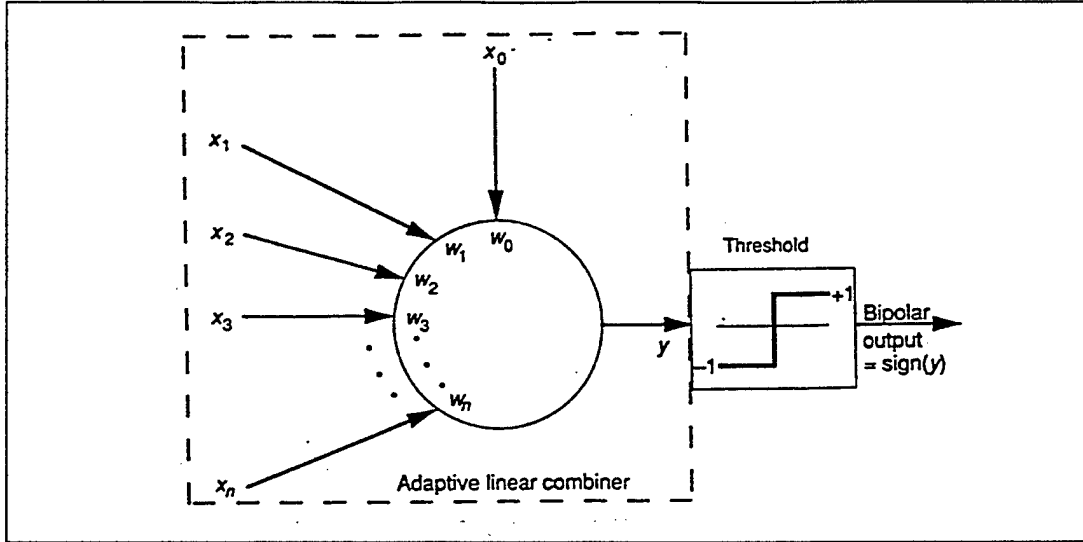 x₀
x₁
x₂
x₃
xₙ
w₀
w₁
w₂
w₃
wₙ
y
Adaptive linear combiner
Threshold
+1
−1
Bipolar
output
= sign(y)